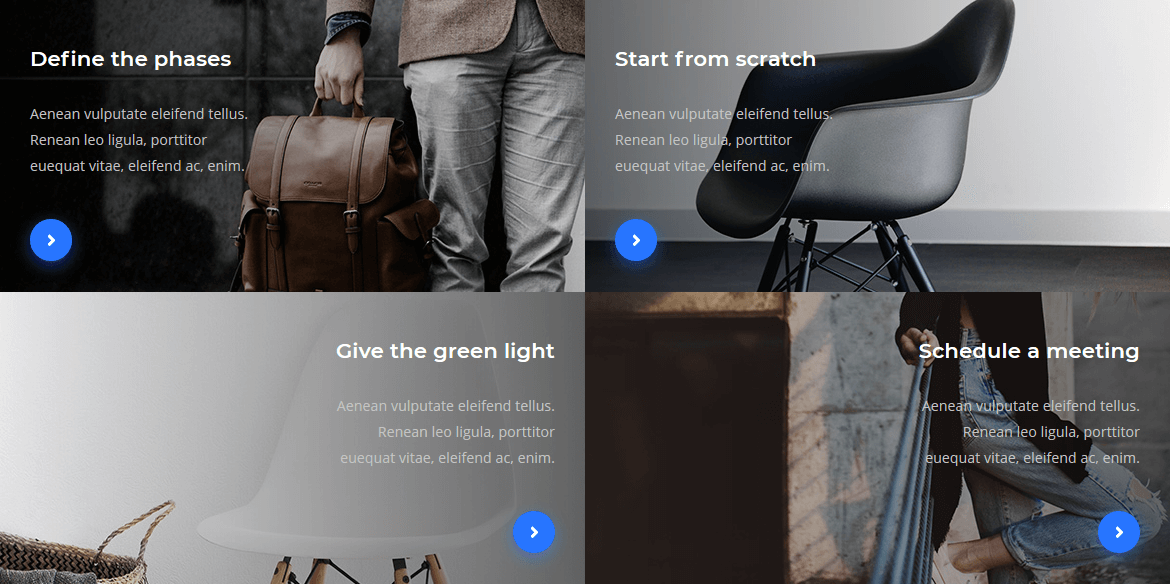 Define the phases
Aenean vulputate eleifend tellus.
Renean leo ligula, porttitor
euequat vitae, eleifend ac, enim.
Start from scratch
Aenean vulputate eleifend tellus.
Renean leo ligula, porttitor
euequat vitae, eleifend ac, enim.
Give the green light
Aenean vulputate eleifend tellus.
Renean leo ligula, porttitor
euequat vitae, eleifend ac, enim.
Schedule a meeting
Aenean vulputate eleifend tellus.
Renean leo ligula, porttitor
euequat vitae, eleifend ac, enim.